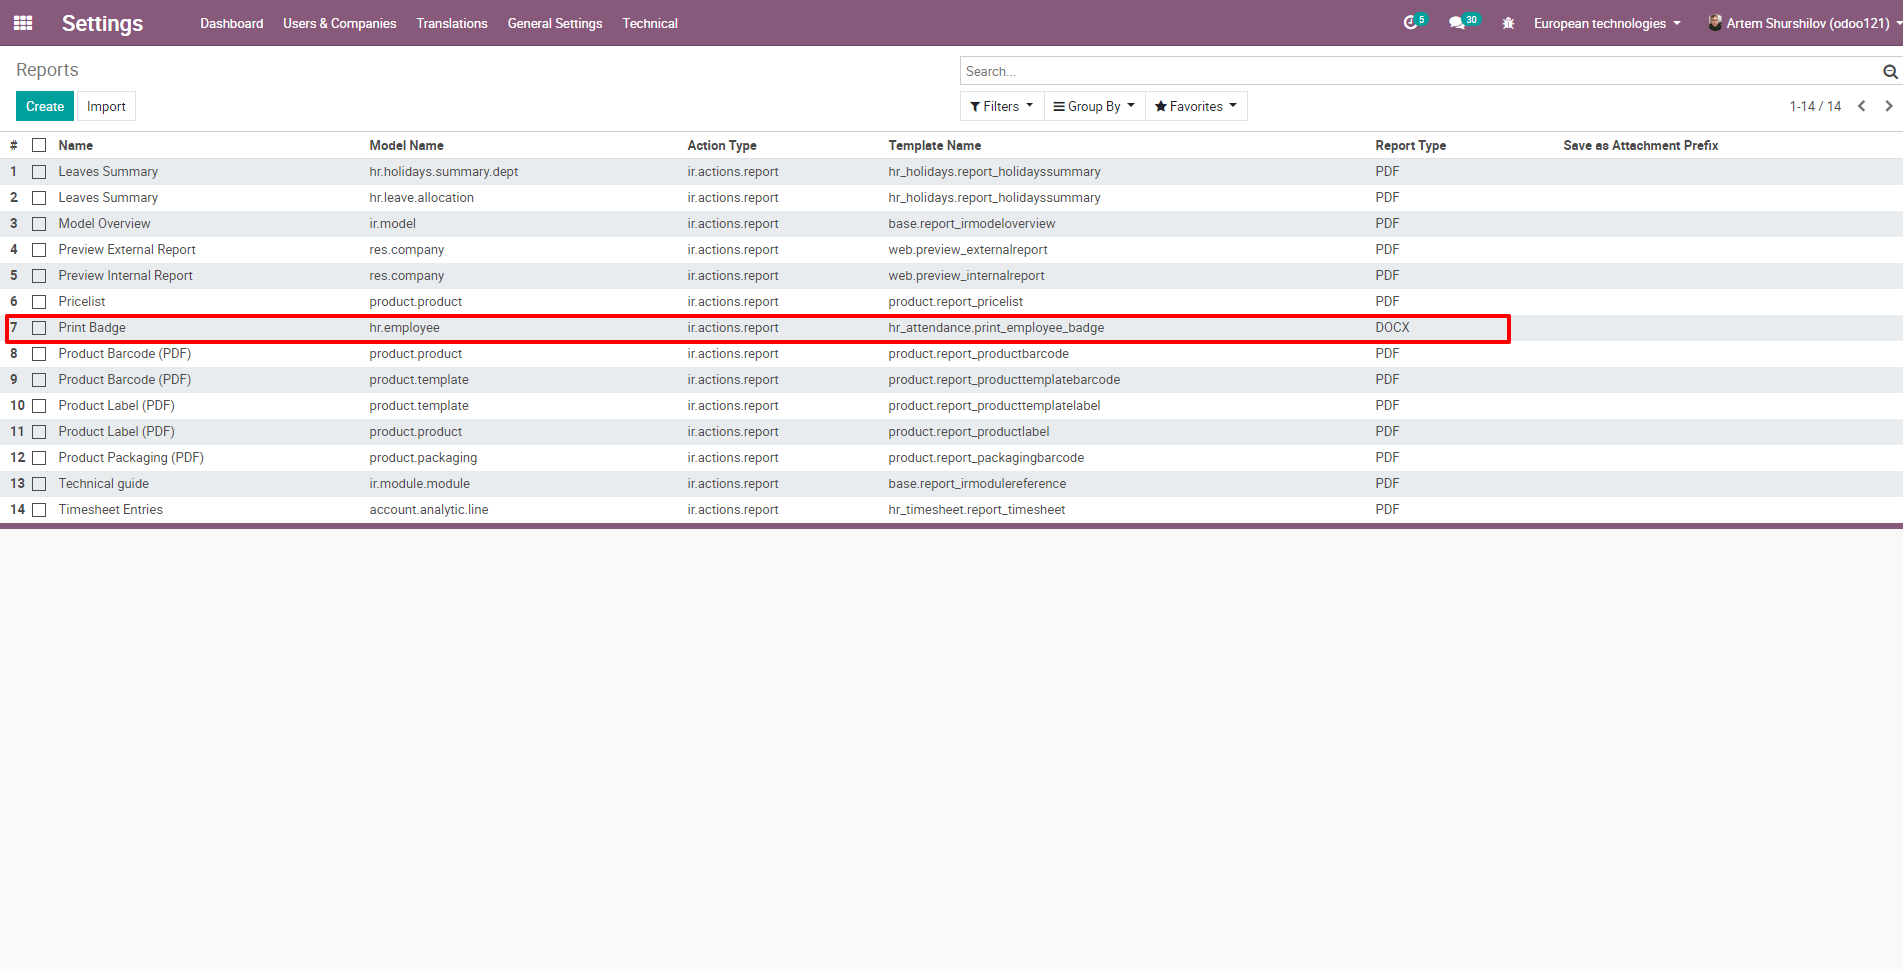 Settings Dashboard Users & Companies Translations General Settings Technical 5 30 European technologies Artem Shurshilov (odoo121)
Reports Search...
Create Import Filters Group By Favorites 1-14 / 14
# Name Model Name Action Type Template Name Report Type Save as Attachment Prefix
1 Leaves Summary hr.holidays.summary.dept ir.actions.report hr_holidays.report_holidayssummary PDF
2 Leaves Summary hr.leave.allocation ir.actions.report hr_holidays.report_holidayssummary PDF
3 Model Overview ir.model ir.actions.report base.report_irmodeloverview PDF
4 Preview External Report res.company ir.actions.report web.preview_externalreport PDF
5 Preview Internal Report res.company ir.actions.report web.preview_internalreport PDF
6 Pricelist product.product ir.actions.report product.report_pricelist PDF
7 Print Badge hr.employee ir.actions.report hr_attendance.print_employee_badge DOCX
8 Product Barcode (PDF) product.product ir.actions.report product.report_productbarcode PDF
9 Product Barcode (PDF) product.template ir.actions.report product.report_producttemplatebarcode PDF
10 Product Label (PDF) product.template ir.actions.report product.report_producttemplatelabel PDF
11 Product Label (PDF) product.product ir.actions.report product.report_productlabel PDF
12 Product Packaging (PDF) product.packaging ir.actions.report product.report_packagingbarcode PDF
13 Technical guide ir.module.module ir.actions.report base.report_irmodulereference PDF
14 Timesheet Entries account.analytic.line ir.actions.report hr_timesheet.report_timesheet PDF